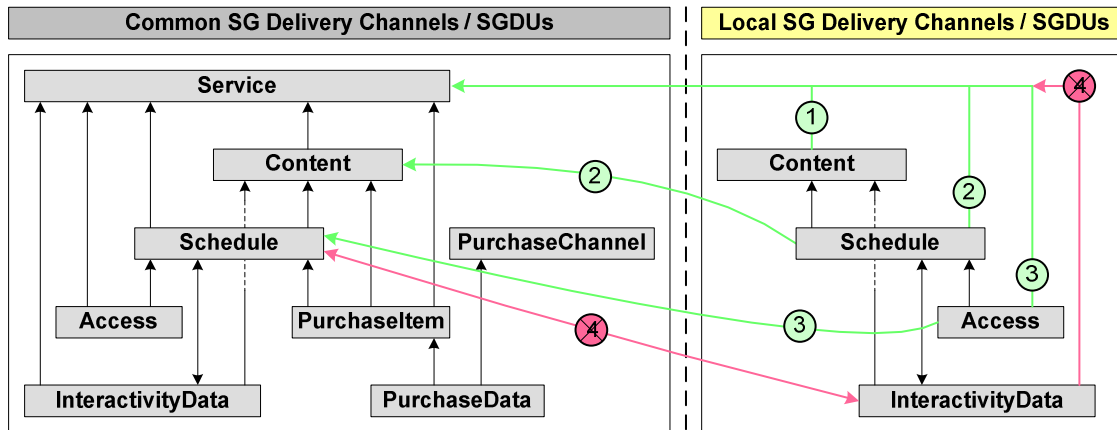 Common SG Delivery Channels / SGDUs
Local SG Delivery Channels / SGDUs
Service
4
1
Content
Content
2
2
Schedule
PurchaseChannel
Schedule
3
Access
PurchaseItem
4
3
Access
InteractivityData
PurchaseData
InteractivityData